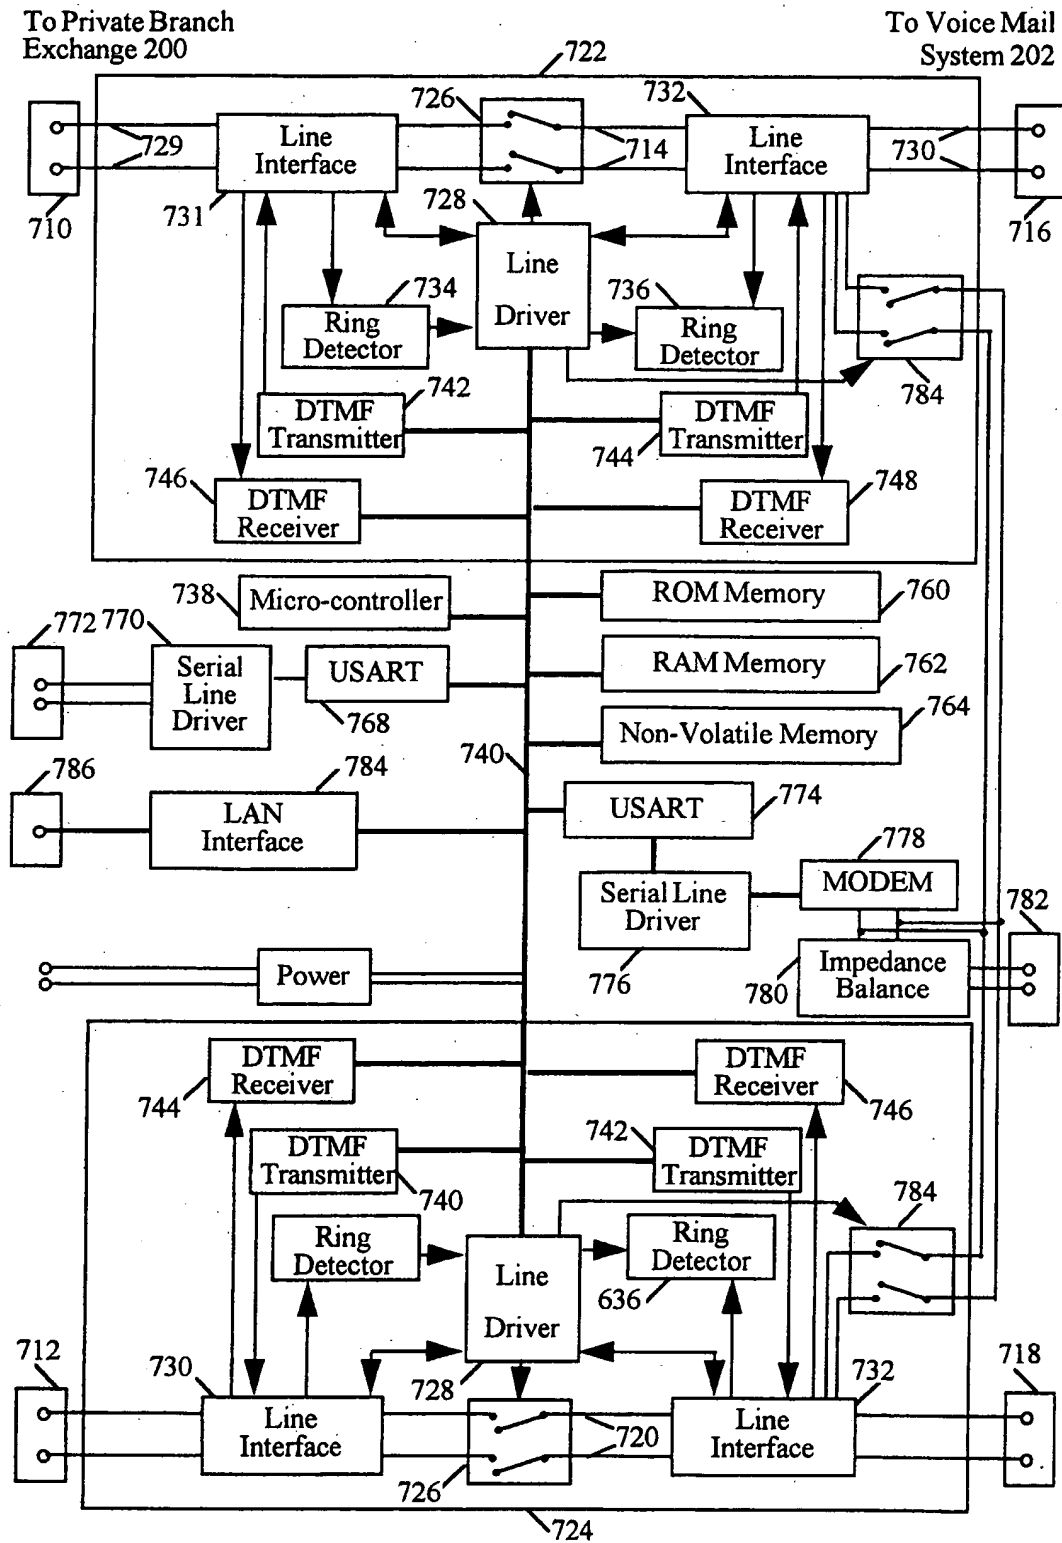 To Private Branch
Exchange 200
To Voice Mail
System 202
722
726
732
Line
Interface
Line
Interface
729
714
730
710
731
728
716
Line
Driver
734
736
Ring
Detector
Ring
Detector
784
742
DTMF
Transmitter
DTMF
Transmitter
744
746
748
DTMF
Receiver
DTMF
Receiver
738
Micro-controller
ROM Memory
760
772
770
Serial
Line
Driver
USART
768
RAM Memory
762
764
Non-Volatile Memory
740
786
784
LAN
Interface
USART
774
778
MODEM
Serial Line
Driver
776
782
Power
780
Impedance
Balance
DTMF
Receiver
DTMF
Receiver
744
746
DTMF
Transmitter
742
DTMF
Transmitter
740
784
Ring
Detector
Ring
Detector
636
Line
Driver
712
730
728
732
718
Line
Interface
Line
Interface
720
726
724